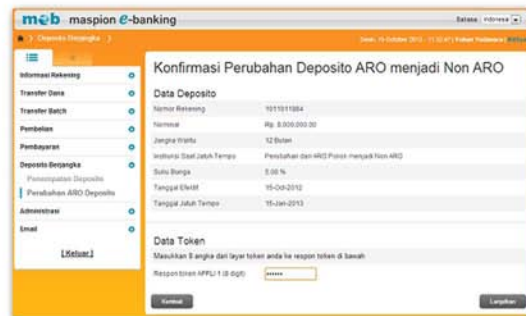 meb maspion e-banking
Bahasa Indonesia
Deposito Berjangka
Informasi Rekening
Transfer Dana
Transfer Batch
Pembelian
Pembayaran
Deposito Berjangka
Penempatan Deposito
Perubahan ARO Deposito
Administrasi
Email
[Keluar]
Konfirmasi Perubahan Deposito ARO menjadi Non ARO
Data Deposito
Nomor Rekening 1011011884
Nominal Rp. 8,000,000.00
Jangka Waktu 12 Bulan
Instruksi Saat Jatuh Tempo Perubahan dari ARO Pokok menjadi Non ARO
Suku Bunga 5.00 %
Tanggal Efektif 15-Oct-2012
Tanggal Jatuh Tempo 15-Jan-2013
Data Token
Masukkan 8 angka dari layar token anda ke respon token di bawah
Respon token APPLI 1 (8 digit)
Kembali
Lanjutkan